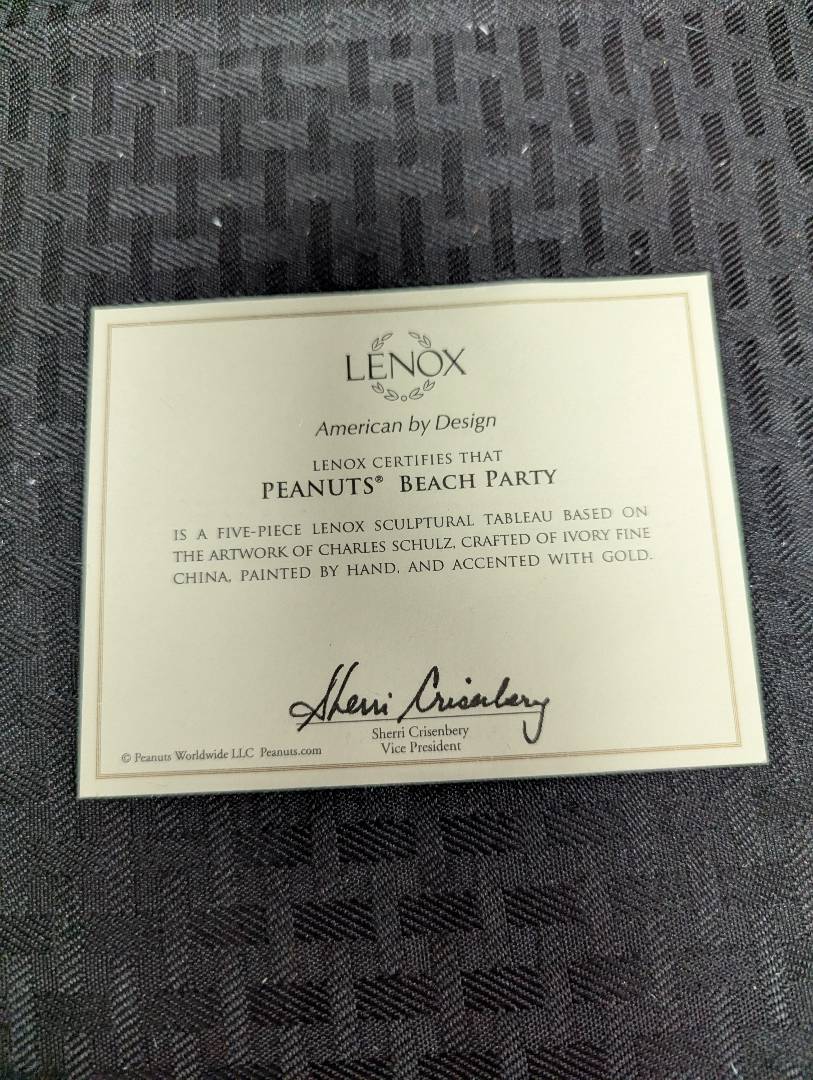 LENOX
American by Design
LENOX CERTIFIES THAT
PEANUTS® BEACH PARTY
IS A FIVE-PIECE LENOX SCULPTURAL TABLEAU BASED ON
THE ARTWORK OF CHARLES SCHULZ, CRAFTED OF IVORY FINE
CHINA, PAINTED BY HAND, AND ACCENTED WITH GOLD.
Sherri Crisenbery
Sherri Crisenbery
Vice President
© Peanuts Worldwide LLC Peanuts.com